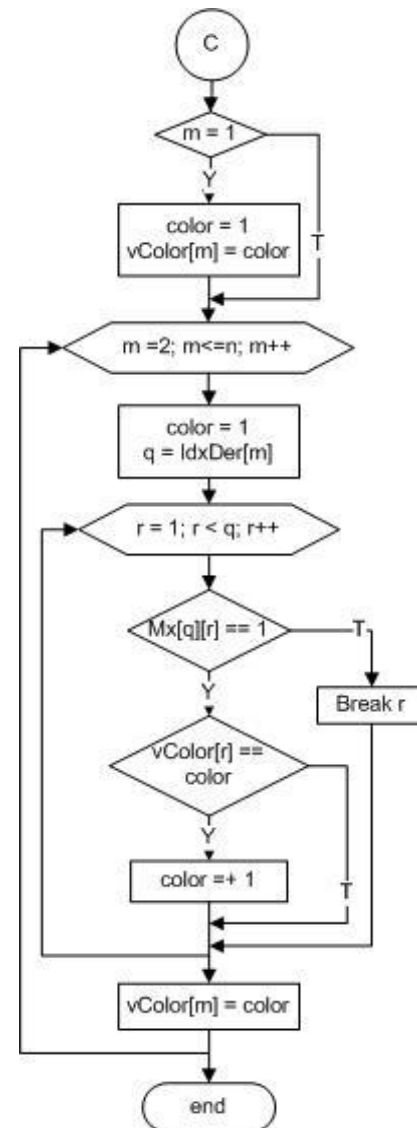 C
m = 1
Y
T
color = 1
vColor[m] = color
m =2; m<=n; m++
color = 1
q = IdxDer[m]
r = 1; r < q; r++
Mx[q][r] == 1
T
Y
Break r
vColor[r] ==
color
Y
T
color =+ 1
vColor[m] = color
end